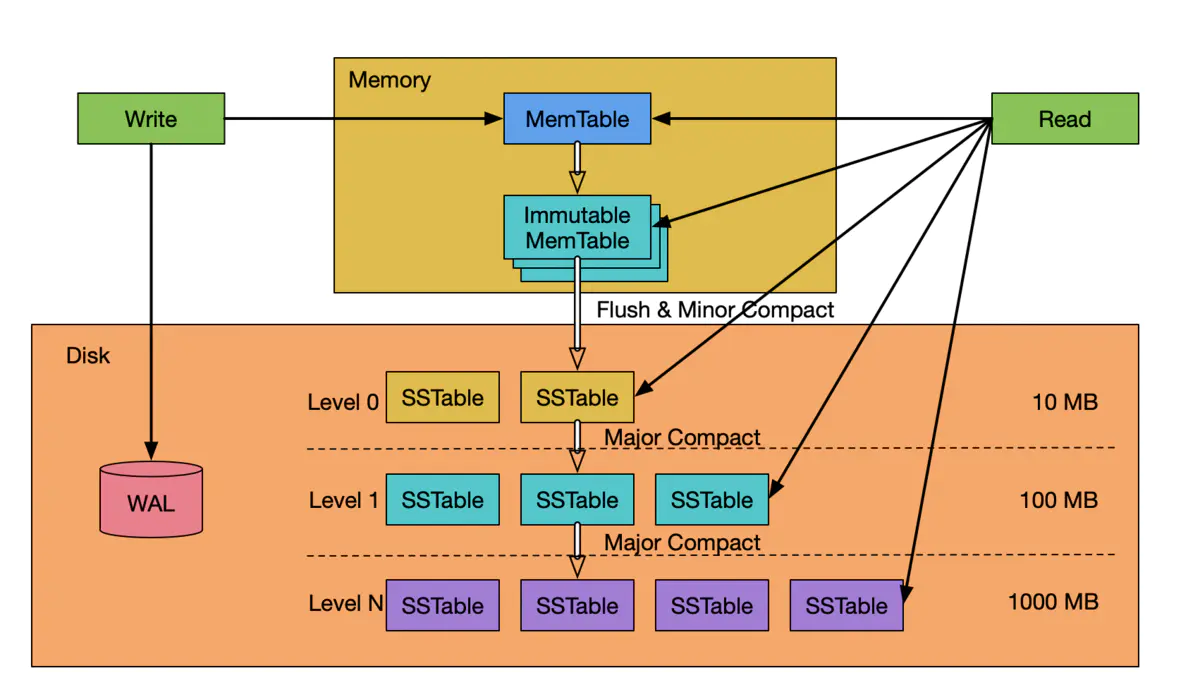 Memory
Write
MemTable
Read
Immutable
MemTable
Flush & Minor Compact
Disk
Level 0
SSTable
SSTable
10 MB
Major Compact
WAL
Level 1
SSTable
SSTable
SSTable
100 MB
Major Compact
Level N
SSTable
SSTable
SSTable
SSTable
1000 MB